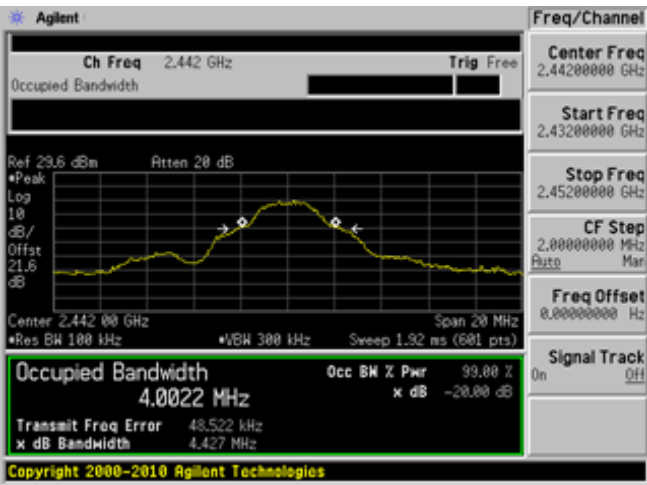 Agilent
Freq/Channel
Ch Freq 2.442 GHz Trig Free
Occupied Bandwidth
Center Freq
2.44200000 GHz
Start Freq
2.43200000 GHz
Stop Freq
2.45200000 GHz
CF Step
2.00000000 MHz
Auto Man
Freq Offset
0.00000000 Hz
Signal Track
On Off
Ref 29.6 dBm Atten 20 dB
#Peak
Log
10
dB/
Offst
21.6
dB
Center 2.442 00 GHz Span 20 MHz
#Res BW 100 kHz #VBW 300 kHz Sweep 1.92 ms (601 pts)
Occupied Bandwidth Occ BW % Pwr 99.00 %
4.0022 MHz x dB -20.00 dB
Transmit Freq Error 48.522 kHz
x dB Bandwidth 4.427 MHz
Copyright 2000-2010 Agilent Technologies